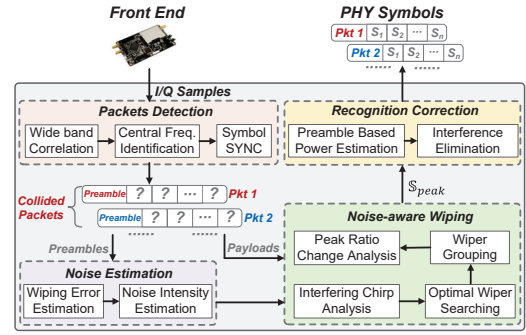 Front End
PHY Symbols
Pkt 1 S1 S2 ... Sn
Pkt 2 S1 S2 ... Sn
......  ......
I/Q Samples
Packets Detection
Wide band Correlation
Central Freq. Identification
Symbol SYNC
Recognition Correction
Preamble Based Power Estimation
Interference Elimination
Collided Packets
Preamble ? ? ... ? Pkt 1
Preamble ? ? ... ? Pkt 2
......  ......
𝕊peak
Preambles
Payloads
Noise Estimation
Wiping Error Estimation
Noise Intensity Estimation
Noise-aware Wiping
Peak Ratio Change Analysis
Wiper Grouping
Interfering Chirp Analysis
Optimal Wiper Searching